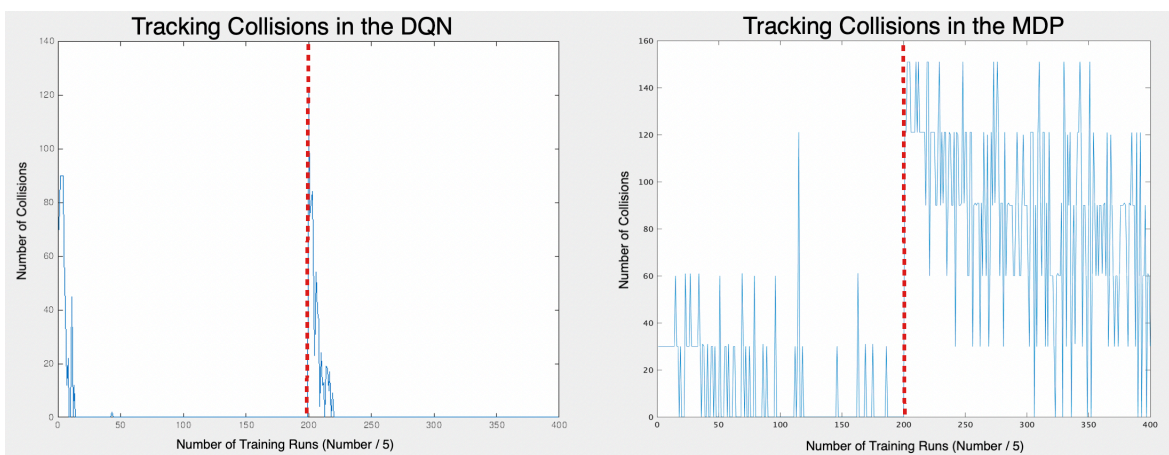 Tracking Collisions in the DQN
140
120
100
80
60
40
20
0
Number of Collisions
0 50 100 150 200 250 300 350 400
Number of Training Runs (Number / 5)
Tracking Collisions in the MDP
160
140
120
100
80
60
40
20
0
Number of Collisions
0 50 100 150 200 250 300 350 400
Number of Training Runs (Number / 5)